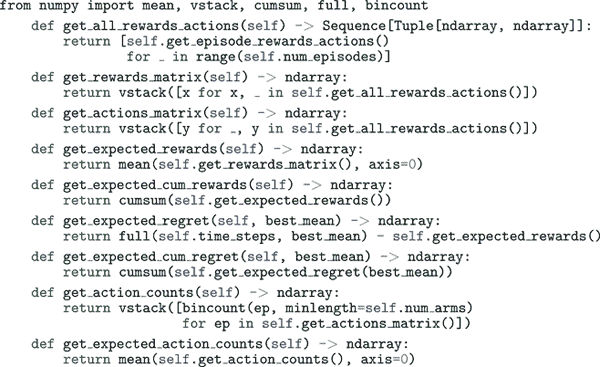 from numpy import mean, vstack, cumsum, full, bincount
    def get_all_rewards_actions(self) -> Sequence[Tuple[ndarray, ndarray]]:
        return [self.get_episode_rewards_actions()
                for _ in range(self.num_episodes)]
    def get_rewards_matrix(self) -> ndarray:
        return vstack([x for x, _ in self.get_all_rewards_actions()])
    def get_actions_matrix(self) -> ndarray:
        return vstack([y for _, y in self.get_all_rewards_actions()])
    def get_expected_rewards(self) -> ndarray:
        return mean(self.get_rewards_matrix(), axis=0)
    def get_expected_cum_rewards(self) -> ndarray:
        return cumsum(self.get_expected_rewards())
    def get_expected_regret(self, best_mean) -> ndarray:
        return full(self.time_steps, best_mean) - self.get_expected_rewards()
    def get_expected_cum_regret(self, best_mean) -> ndarray:
        return cumsum(self.get_expected_regret(best_mean))
    def get_action_counts(self) -> ndarray:
        return vstack([bincount(ep, minlength=self.num_arms)
                       for ep in self.get_actions_matrix()])
    def get_expected_action_counts(self) -> ndarray:
        return mean(self.get_action_counts(), axis=0)